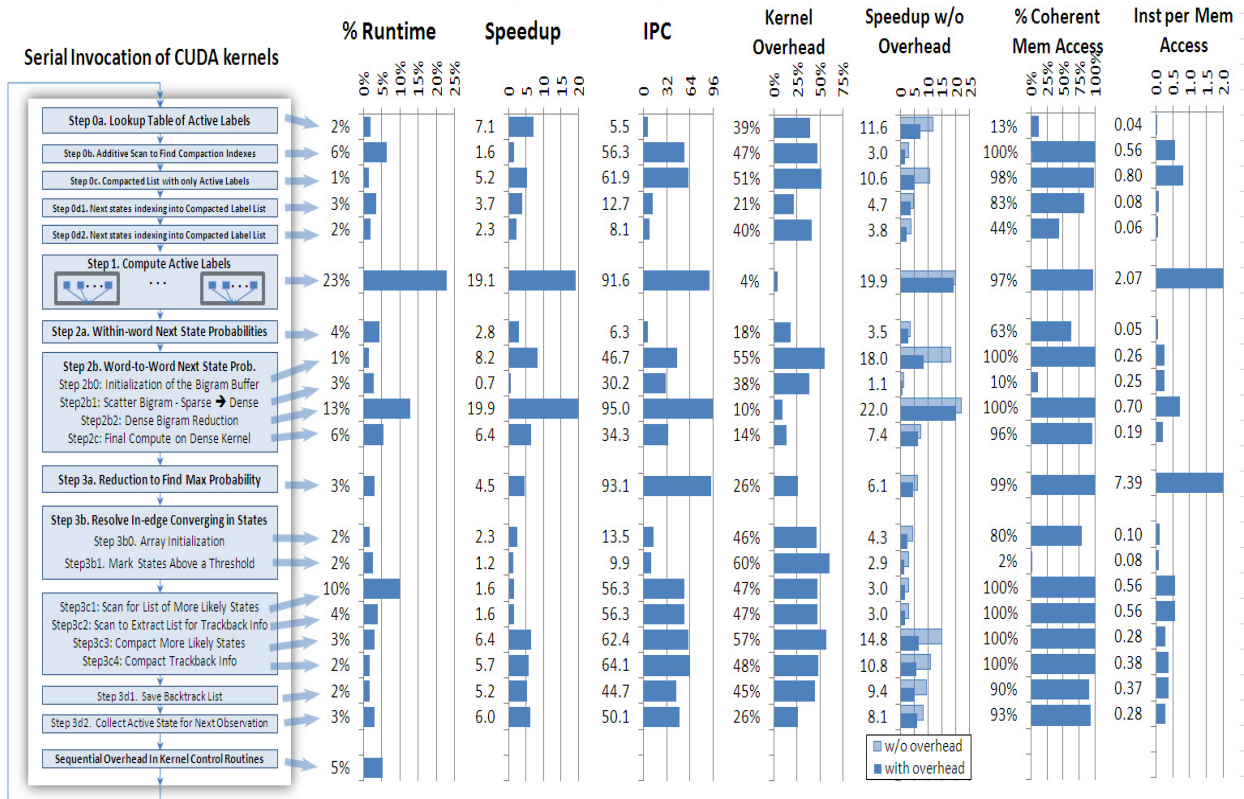 Serial Invocation of CUDA kernels
% Runtime
Speedup
IPC
Kernel Overhead
Speedup w/o Overhead
% Coherent Mem Access
Inst per Mem Access
0% 5% 10% 15% 20% 25%
0 5 10 15 20
0 32 64 96
0% 25% 50% 75%
0 5 10 15 20 25
0% 25% 50% 75% 100%
0.0 0.5 1.0 1.5 2.0
Step 0a. Lookup Table of Active Labels 2% 7.1 5.5 39% 11.6 13% 0.04
Step 0b. Additive Scan to Find Compaction Indexes 6% 1.6 56.3 47% 3.0 100% 0.56
Step 0c. Compacted List with only Active Labels 1% 5.2 61.9 51% 10.6 98% 0.80
Step 0d1. Next states indexing into Compacted Label List 3% 3.7 12.7 21% 4.7 83% 0.08
Step 0d2. Next states indexing into Compacted Label List 2% 2.3 8.1 40% 3.8 44% 0.06
Step 1. Compute Active Labels
... ... ...
23% 19.1 91.6 4% 19.9 97% 2.07
Step 2a. Within-word Next State Probabilities 4% 2.8 6.3 18% 3.5 63% 0.05
Step 2b. Word-to-Word Next State Prob. 
Step 2b0: Initialization of the Bigram Buffer 1% 8.2 46.7 55% 18.0 100% 0.26
Step2b1: Scatter Bigram - Sparse → Dense 3% 0.7 30.2 38% 1.1 10% 0.25
Step2b2: Dense Bigram Reduction 13% 19.9 95.0 10% 22.0 100% 0.70
Step2c: Final Compute on Dense Kernel 6% 6.4 34.3 14% 7.4 96% 0.19
Step 3a. Reduction to Find Max Probability 3% 4.5 93.1 26% 6.1 99% 7.39
Step 3b. Resolve In-edge Converging in States
Step 3b0. Array Initialization 2% 2.3 13.5 46% 4.3 80% 0.10
Step3b1. Mark States Above a Threshold 2% 1.2 9.9 60% 2.9 2% 0.08
Step3c1: Scan for List of More Likely States 10% 1.6 56.3 47% 3.0 100% 0.56
Step3c2: Scan to Extract List for Trackback Info 4% 1.6 56.3 47% 3.0 100% 0.56
Step3c3: Compact More Likely States 3% 6.4 62.4 57% 14.8 100% 0.28
Step3c4: Compact Trackback Info 2% 5.7 64.1 48% 10.8 100% 0.38
Step 3d1. Save Backtrack List 2% 5.2 44.7 45% 9.4 90% 0.37
Step 3d2. Collect Active State for Next Observation 3% 6.0 50.1 26% 8.1 93% 0.28
w/o overhead
with overhead
Sequential Overhead In Kernel Control Routines 5%